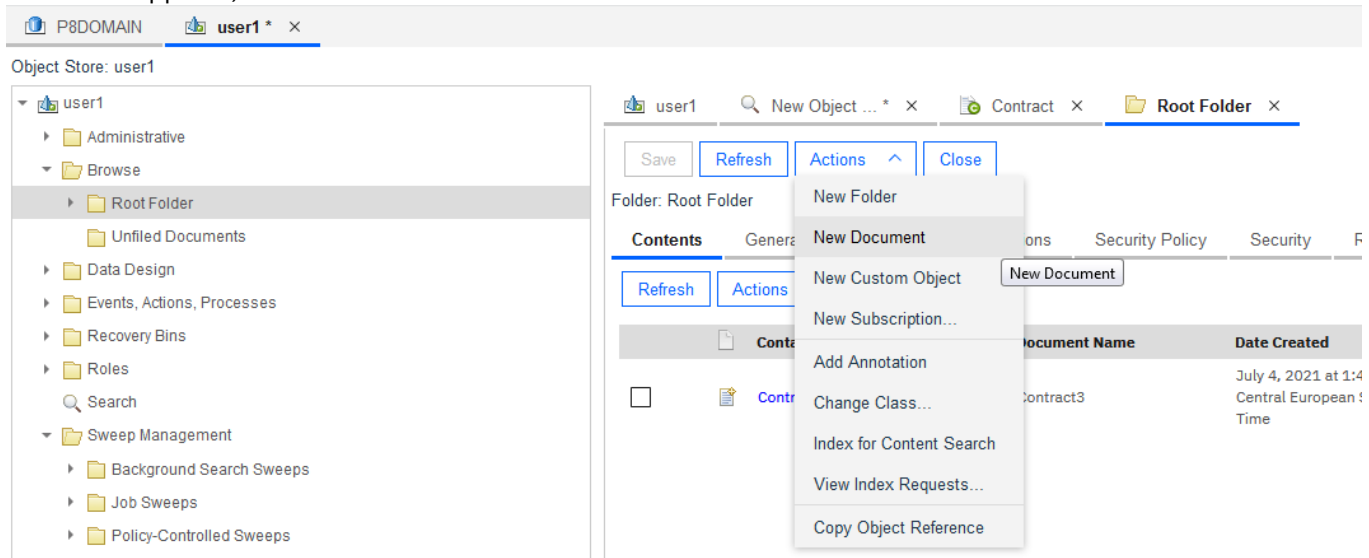 P8DOMAIN user1 * ×
Object Store: user1
user1
Administrative
Browse
Root Folder
Unfiled Documents
Data Design
Events, Actions, Processes
Recovery Bins
Roles
Search
Sweep Management
Background Search Sweeps
Job Sweeps
Policy-Controlled Sweeps
user1 New Object ... * × Contract × Root Folder ×
Save Refresh Actions Close
Folder: Root Folder
Contents Genera ons Security Policy Security R
Refresh Actions
New Folder
New Document
New Custom Object
New Subscription...
Add Annotation
Change Class...
Index for Content Search
View Index Requests...
Copy Object Reference
New Document
Conta ocument Name Date Created
Contr ontract3 July 4, 2021 at 1:4
Central European S
Time